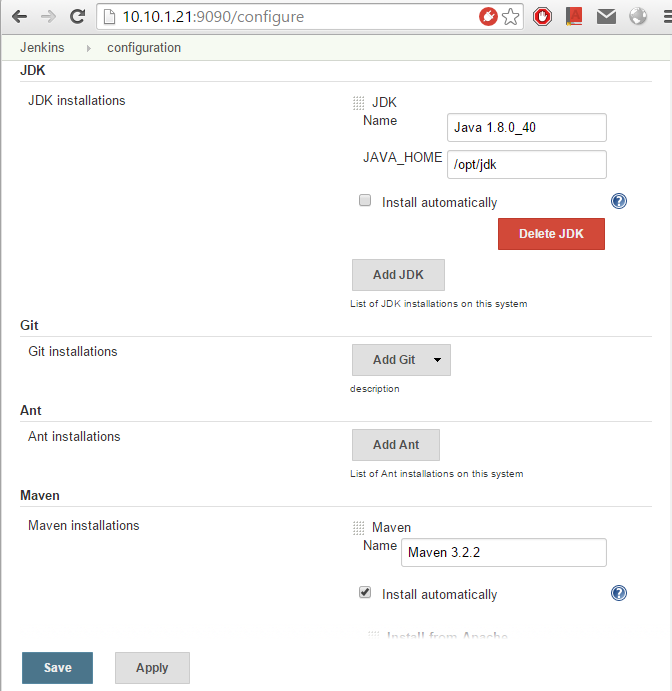 10.10.1.21:9090/configure
Jenkins configuration
JDK
JDK installations
JDK
Name
Java 1.8.0_40
JAVA_HOME
/opt/jdk
Install automatically
Delete JDK
Add JDK
List of JDK installations on this system
Git
Git installations
Add Git
description
Ant
Ant installations
Add Ant
List of Ant installations on this system
Maven
Maven installations
Maven
Name
Maven 3.2.2
Install automatically
Install from Apache
Save Apply